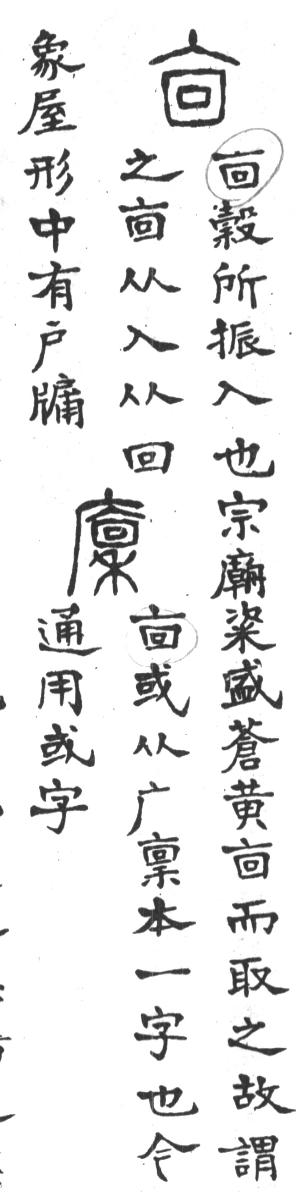 㐭
㐭穀所振入也宗廟粢盛蒼黃㐭而取之故謂
之㐭从入从回
象屋形中有户牖
廩
㐭或从广稟本一字也今
通用或字